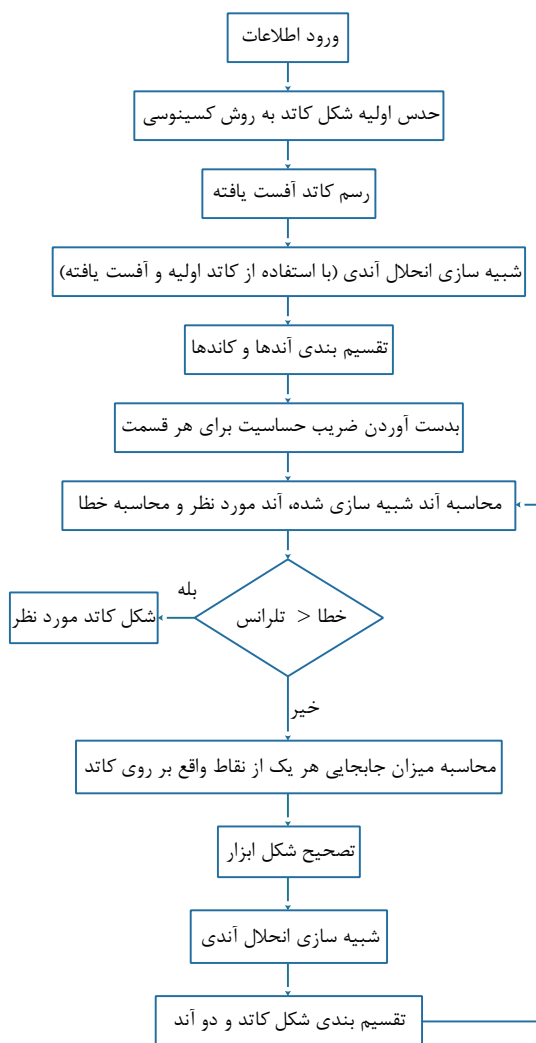 ورود اطلاعات
حدس اولیه شکل کاتد به روش کسینوسی
رسم کاتد آفست یافته
شبیه سازی انحلال آندی (با استفاده از کاتد اولیه و آفست یافته)
تقسیم بندی آندها و کاندها
بدست آوردن ضریب حساسیت برای هر قسمت
محاسبه آند شبیه سازی شده، آند مورد نظر و محاسبه خطا
خطا < تلرانس
بله
شکل کاتد مورد نظر
خیر
محاسبه میزان جابجایی هر یک از نقاط واقع بر روی کاتد
تصحیح شکل ابزار
شبیه سازی انحلال آندی
تقسیم بندی شکل کاتد و دو آند